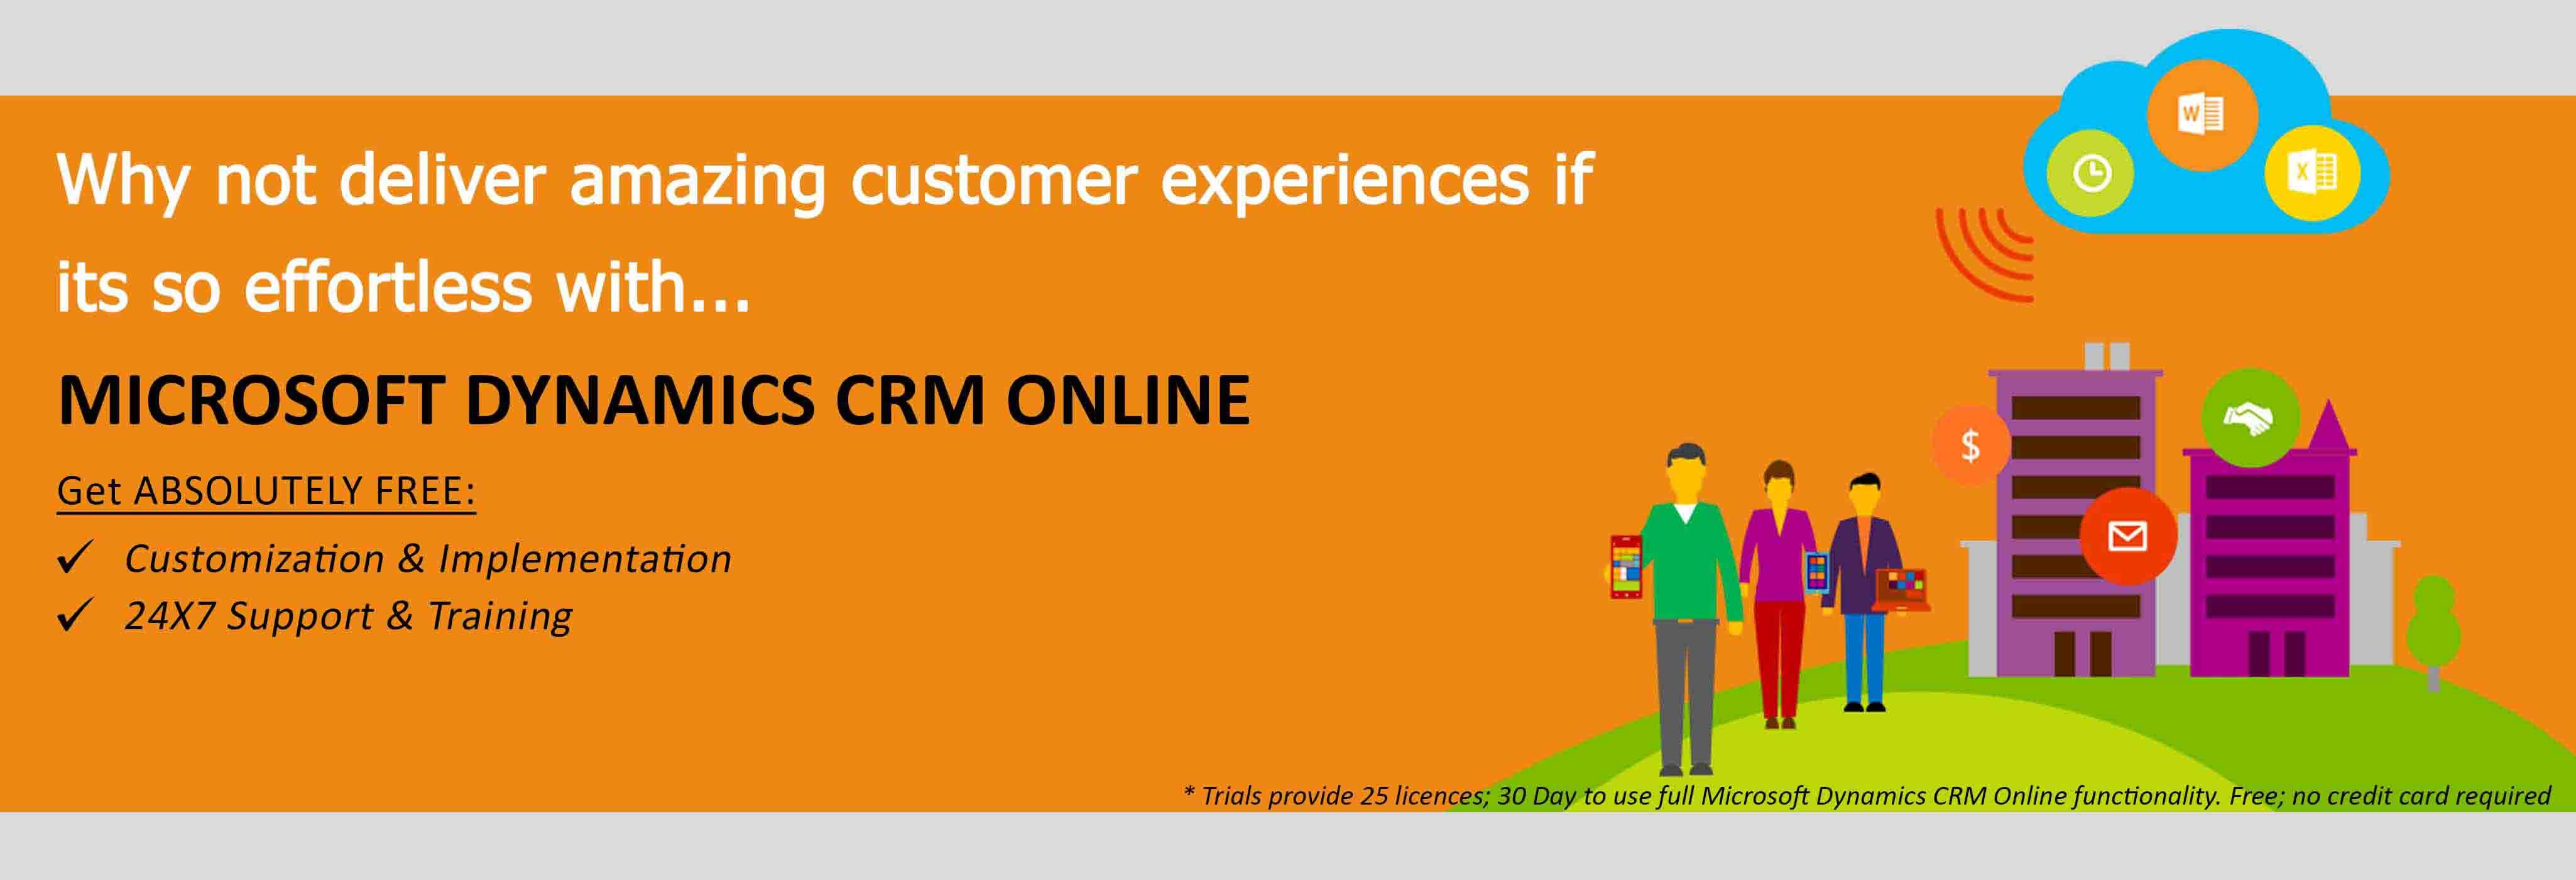 Why not deliver amazing customer experiences if
its so effortless with...
MICROSOFT DYNAMICS CRM ONLINE
Get ABSOLUTELY FREE:
✓ Customization & Implementation
✓ 24X7 Support & Training
W
X
$
* Trials provide 25 licences; 30 Day to use full Microsoft Dynamics CRM Online functionality. Free; no credit card required